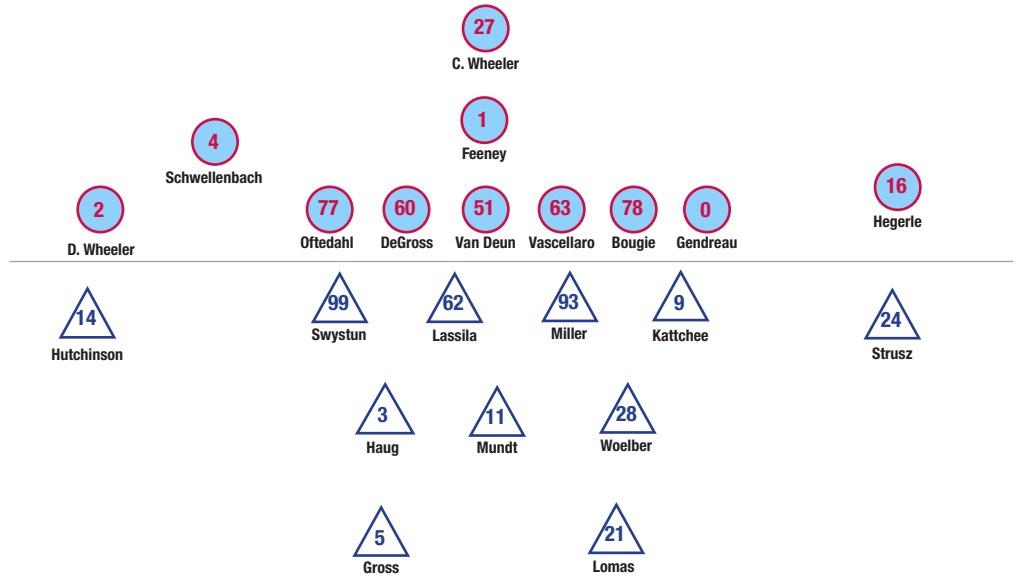 27
C. Wheeler
1
Feeney
4
Schwellenbach
16
Hegerle
2
D. Wheeler
77
Oftedahl
60
DeGross
51
Van Deun
63
Vascellaro
78
Bougie
0
Gendreau
14
Hutchinson
99
Swystun
62
Lassila
93
Miller
9
Kattchee
24
Strusz
3
Haug
11
Mundt
28
Woelber
5
Gross
21
Lomas